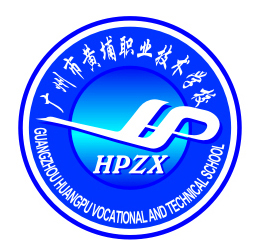 广州市黄埔职业技术学校
HPZX
GUANGZHOU HUANGPU VOCATIONAL AND TECHNICAL SCHOOL